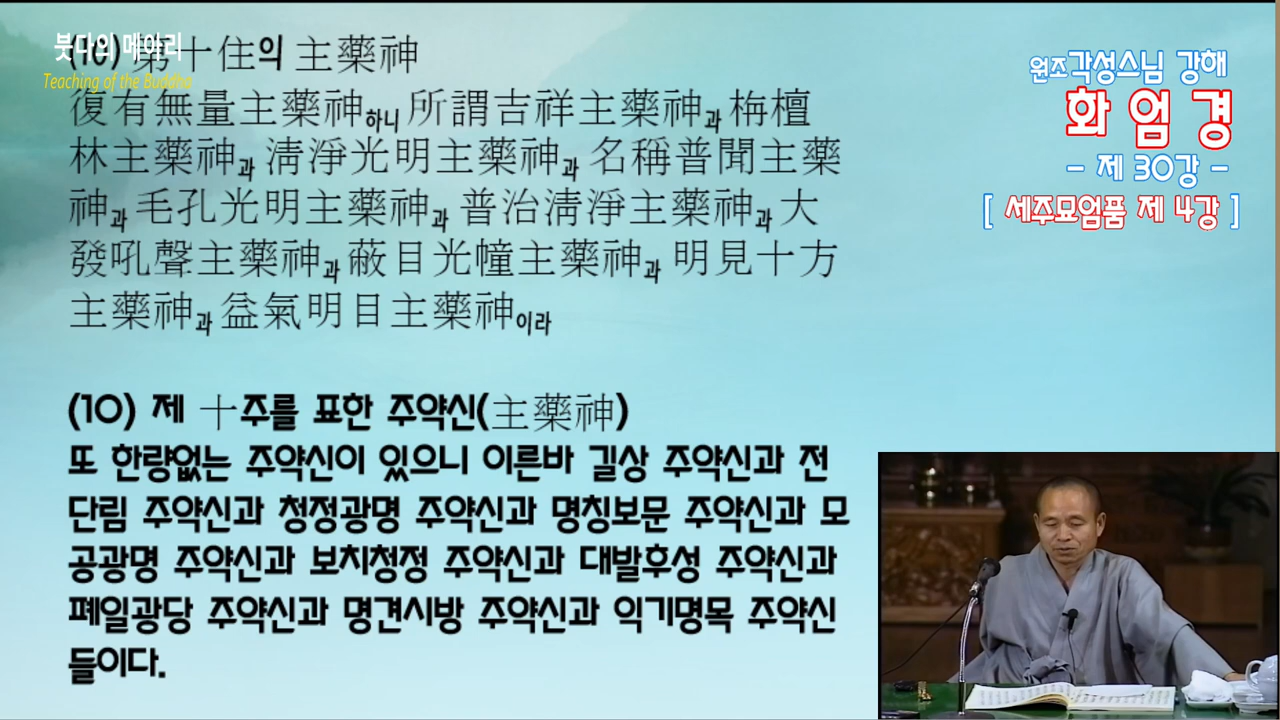 붓다의 메아리
Teaching of the Buddha
(10) 第十住의 主藥神
復有無量主藥神하니 所謂吉祥主藥神과 栴檀
林主藥神과 淸淨光明主藥神과 名稱普聞主藥
神과 毛孔光明主藥神과 普治淸淨主藥神과 大
發吼聲主藥神과 蔽日光幢主藥神과 明見十方
主藥神과 益氣明目主藥神이라
(10) 제 十주를 표한 주약신(主藥神)
또 한량없는 주약신이 있으니 이른바 길상 주약신과 전
단림 주약신과 청정광명 주약신과 명칭보문 주약신과 모
공광명 주약신과 보치청정 주약신과 대발후성 주약신과
폐일광당 주약신과 명견시방 주약신과 익기명목 주약신
들이다.
원조각성스님 강해
화 엄 경
- 제 30강 -
[ 세주묘엄품 제 4강 ]